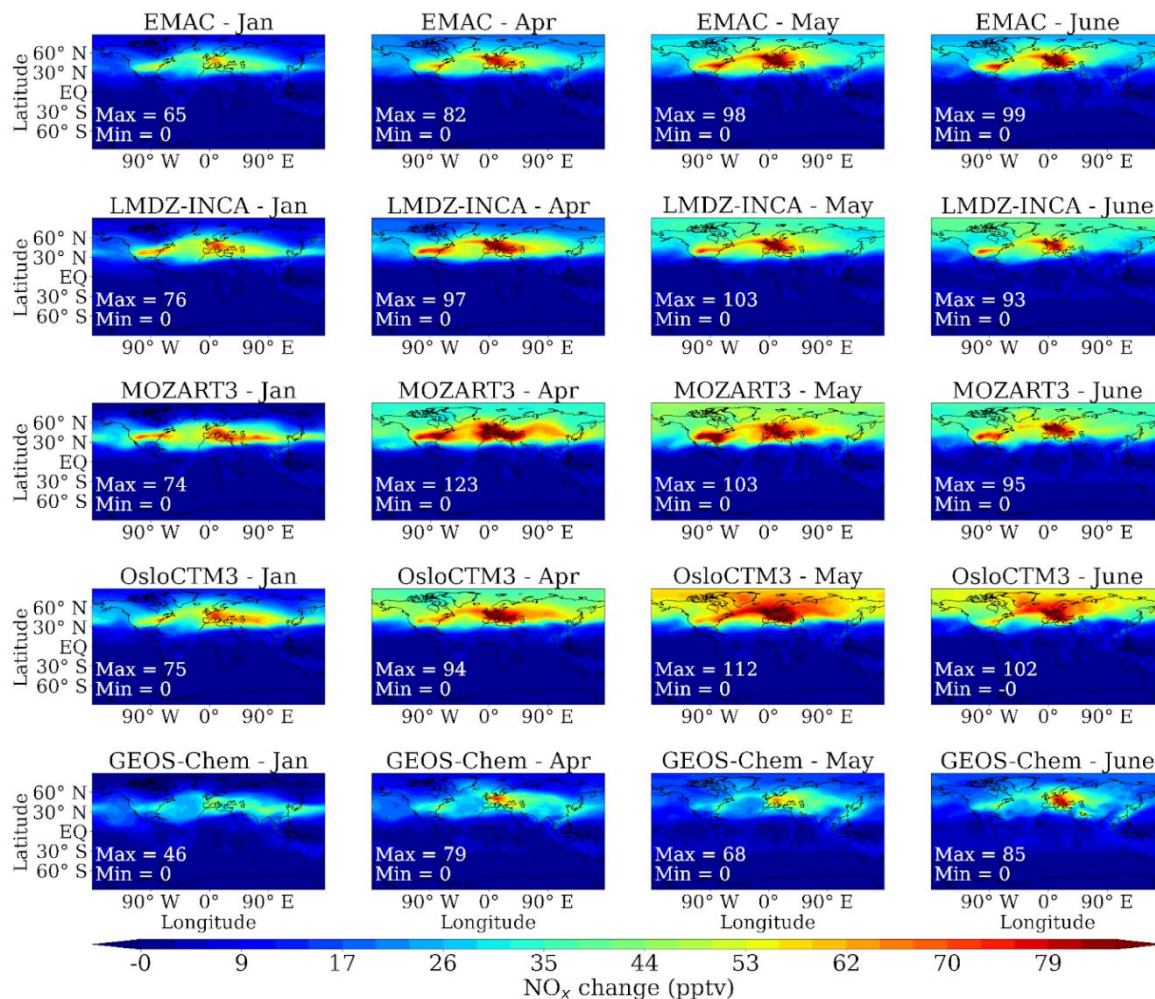 EMAC - Jan
EMAC - Apr
EMAC - May
EMAC - June
Latitude
60° N
30° N
EQ
30° S
60° S
Max = 65
Min = 0
Max = 82
Min = 0
Max = 98
Min = 0
Max = 99
Min = 0
90° W 0° 90° E
90° W 0° 90° E
90° W 0° 90° E
90° W 0° 90° E
LMDZ-INCA - Jan
LMDZ-INCA - Apr
LMDZ-INCA - May
LMDZ-INCA - June
Latitude
60° N
30° N
EQ
30° S
60° S
Max = 76
Min = 0
Max = 97
Min = 0
Max = 103
Min = 0
Max = 93
Min = 0
90° W 0° 90° E
90° W 0° 90° E
90° W 0° 90° E
90° W 0° 90° E
MOZART3 - Jan
MOZART3 - Apr
MOZART3 - May
MOZART3 - June
Latitude
60° N
30° N
EQ
30° S
60° S
Max = 74
Min = 0
Max = 123
Min = 0
Max = 103
Min = 0
Max = 95
Min = 0
90° W 0° 90° E
90° W 0° 90° E
90° W 0° 90° E
90° W 0° 90° E
OsloCTM3 - Jan
OsloCTM3 - Apr
OsloCTM3 - May
OsloCTM3 - June
Latitude
60° N
30° N
EQ
30° S
60° S
Max = 75
Min = 0
Max = 94
Min = 0
Max = 112
Min = 0
Max = 102
Min = -0
90° W 0° 90° E
90° W 0° 90° E
90° W 0° 90° E
90° W 0° 90° E
GEOS-Chem - Jan
GEOS-Chem - Apr
GEOS-Chem - May
GEOS-Chem - June
Latitude
60° N
30° N
EQ
30° S
60° S
Max = 46
Min = 0
Max = 79
Min = 0
Max = 68
Min = 0
Max = 85
Min = 0
90° W 0° 90° E
90° W 0° 90° E
90° W 0° 90° E
90° W 0° 90° E
Longitude
Longitude
Longitude
Longitude
-0 9 17 26 35 44 53 62 70 79
NOₓ change (pptv)